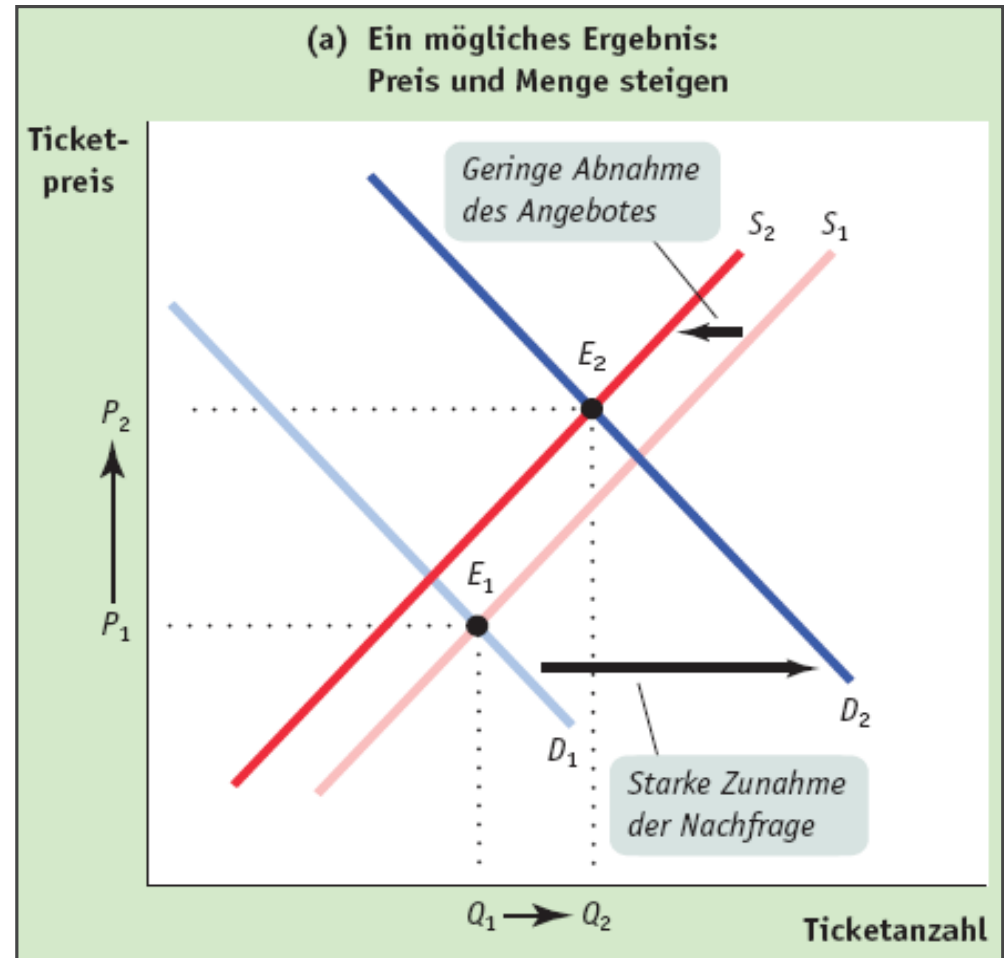 (a) Ein mögliches Ergebnis:
Preis und Menge steigen
Ticket-
preis
Geringe Abnahme
des Angebotes
S₂
S₁
E₂
P₂
E₁
P₁
D₂
D₁
Starke Zunahme
der Nachfrage
Q₁ Q₂
Ticketanzahl